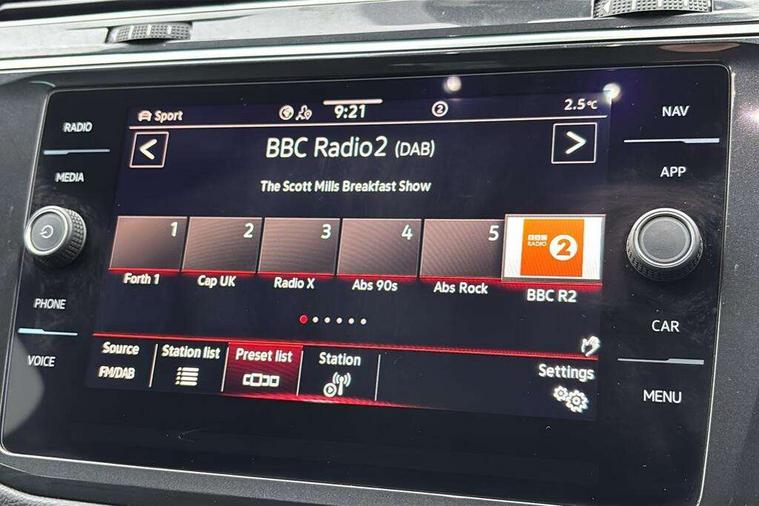 RADIO
MEDIA
PHONE
VOICE
Sport
9:21
2
2.5°C
<
BBC Radio2 (DAB)
>
The Scott Mills Breakfast Show
1
2
3
4
5
BBC
RADIO
2
Forth 1
Cap UK
Radio X
Abs 90s
Abs Rock
BBC R2
Source
FM/DAB
Station list
Preset list
Station
Settings
NAV
APP
CAR
MENU